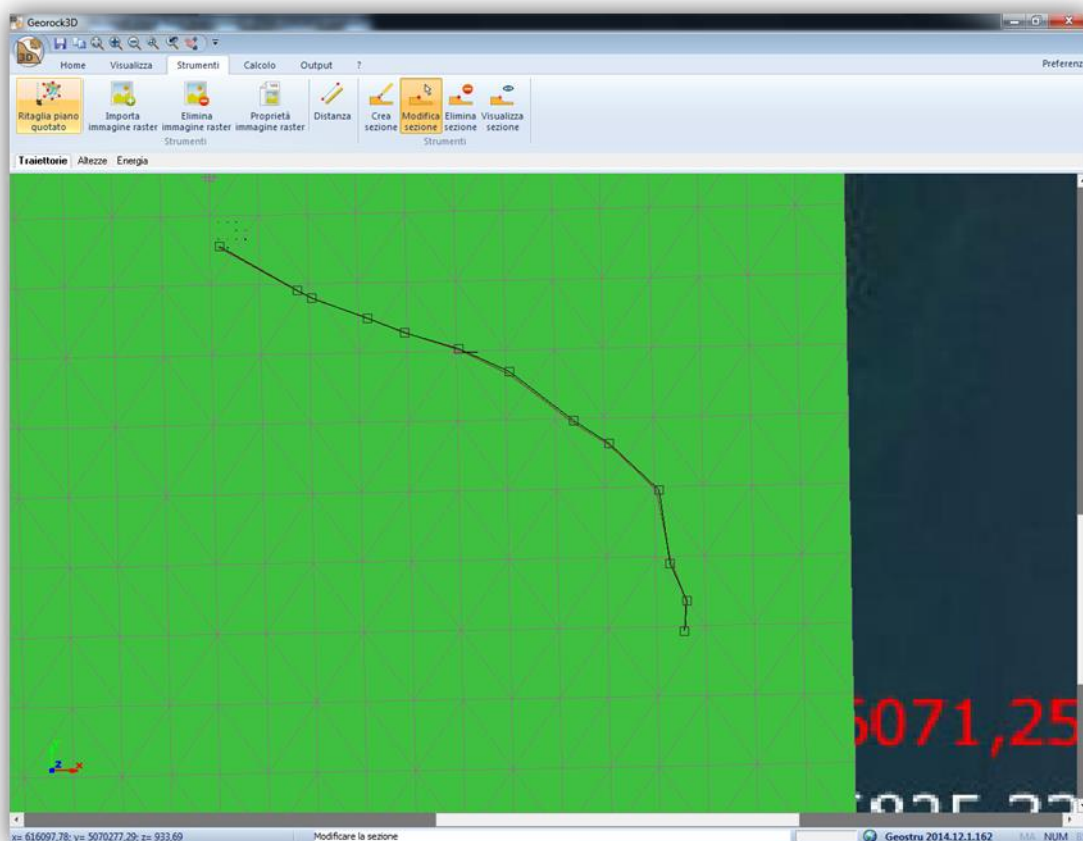 Georock3D
3D
Home Visualizza Strumenti Calcolo Output ?
Preferenz
Ritaglia piano quotato
Importa immagine raster
Elimina immagine raster
Proprietà immagine raster
Distanza
Crea sezione
Modifica sezione
Elimina sezione
Visualizza sezione
Strumenti
Strumenti
Traiettorie Altezze Energia
6071,25
z x
x= 616097,78; y= 5070277,29; z= 933,69
Modificare la sezione
Geostru 2014.12.1.162
MA NUM